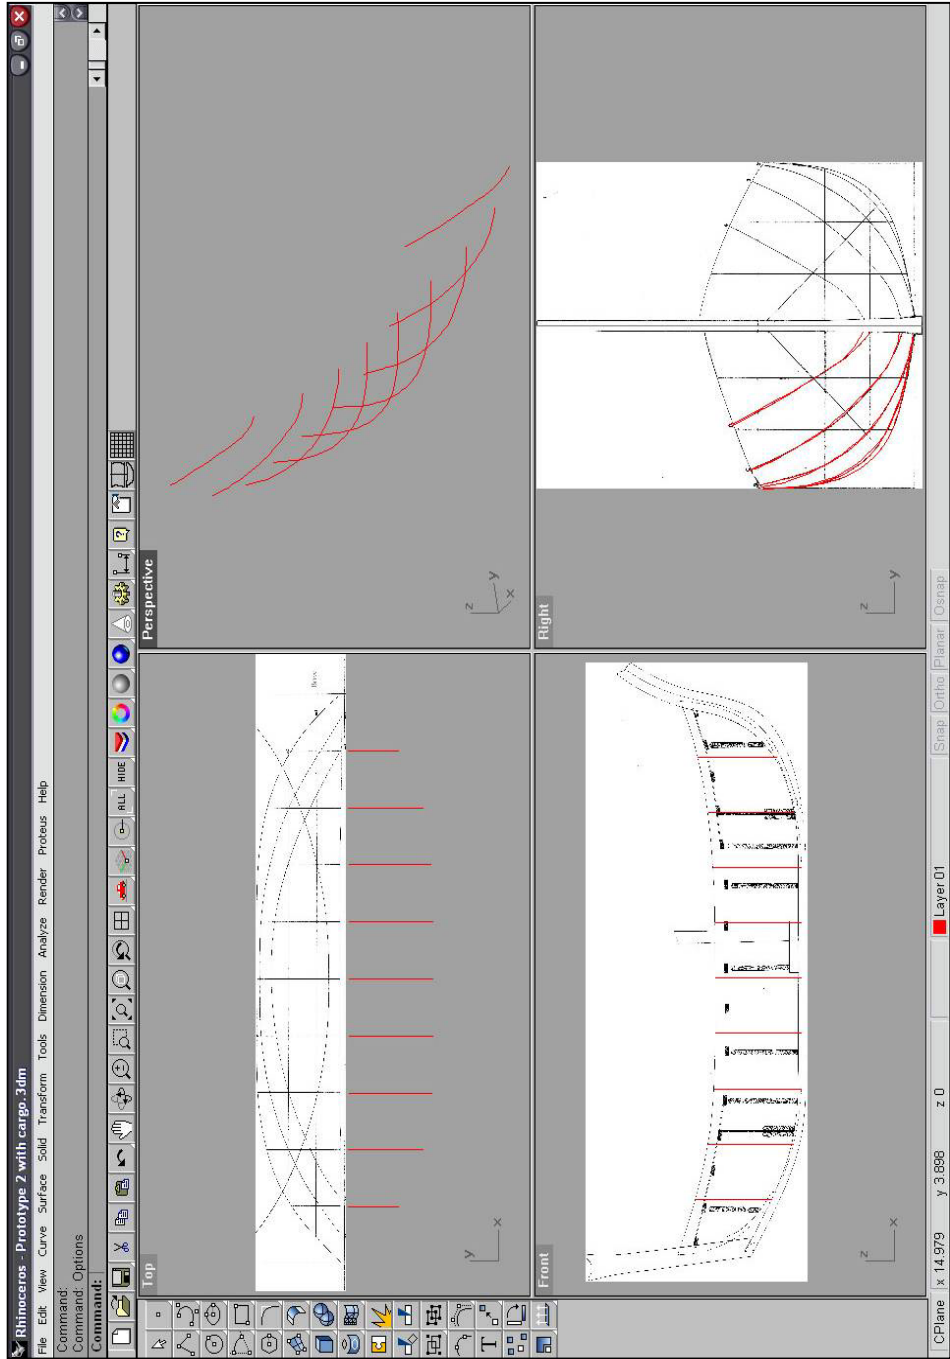 Rhinoceros - Prototype 2 with cargo.3dm
File Edit View Curve Surface Solid Transform Tools Dimension Analyze Render Proteus Help
Command:
Command: Options
Command:
ALL HIDE ?
T
Top
y
x
Perspective
z
y
x
Front
z
x
Right
z
y
CPlane x 14.979 y 3.898 z 0 Layer 01 Snap Ortho Planar Osnap